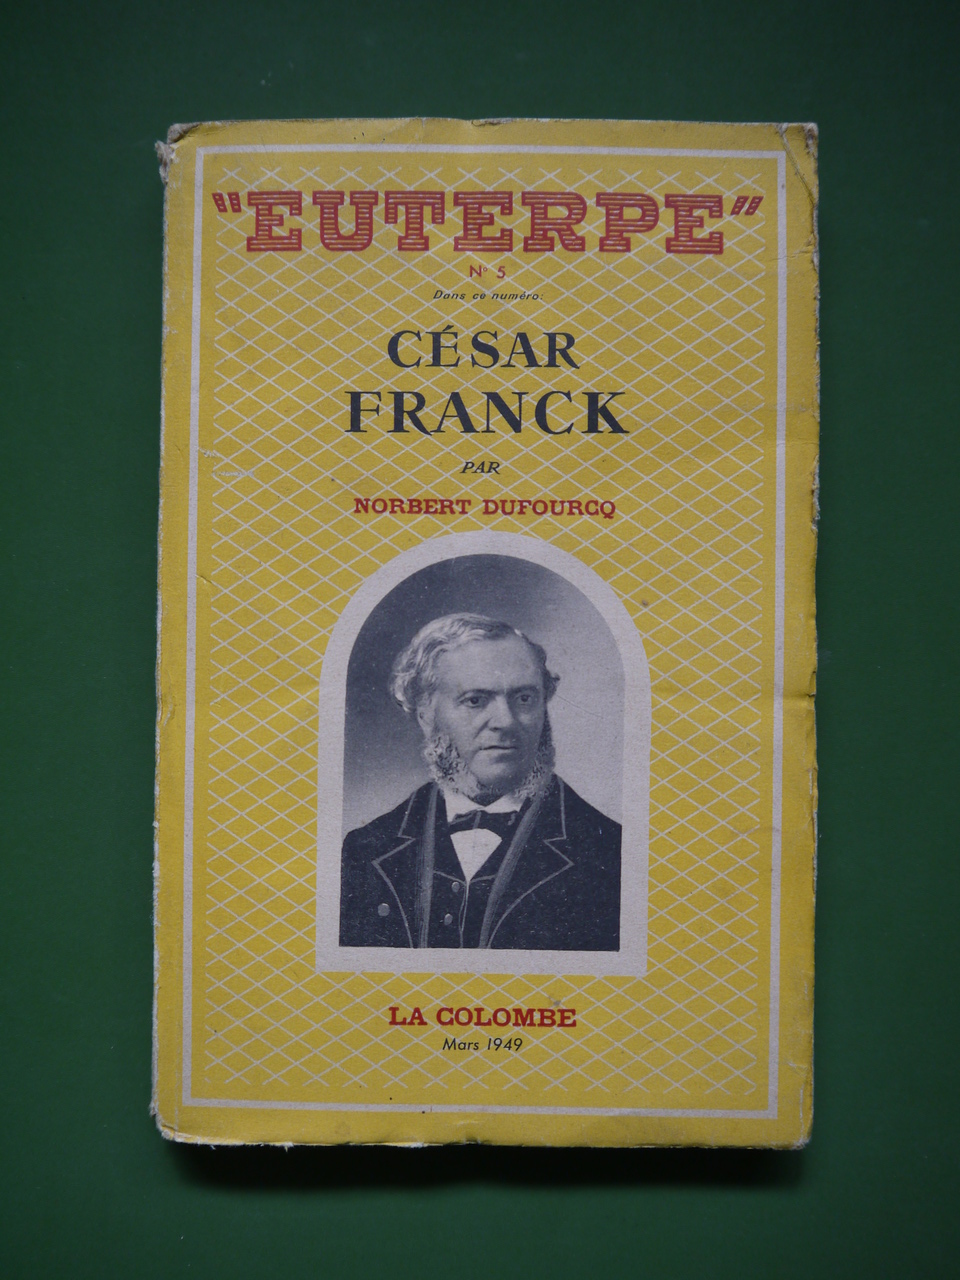 "EUTERPE"
N° 5
Dans ce numéro:
CÉSAR
FRANCK
PAR
NORBERT DUFOURCQ
LA COLOMBE
Mars 1949